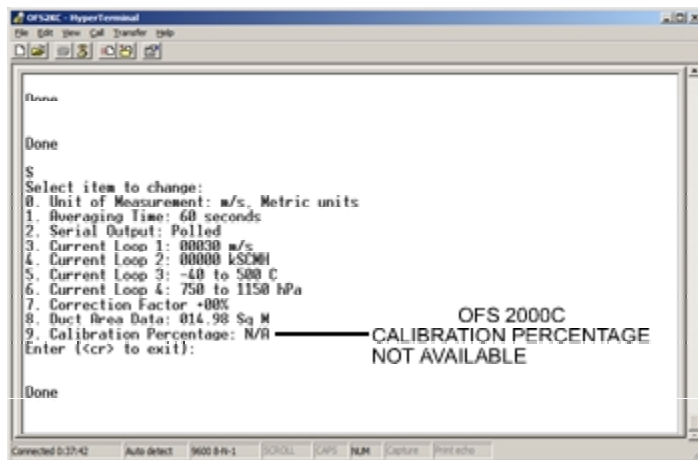 OFS2KC - HyperTerminal
File Edit View Call Transfer Help
Done
Done
S
Select item to change:
0. Unit of Measurement: m/s, Metric units
1. Averaging Time: 60 seconds
2. Serial Output: Polled
3. Current Loop 1: 00030 m/s
4. Current Loop 2: 00000 kSCMH
5. Current Loop 3: -40 to 500 C
6. Current Loop 4: 750 to 1150 hPa
7. Correction Factor +00%
8. Duct Area Data: 014.98 Sq M
9. Calibration Percentage: N/A
OFS 2000C
CALIBRATION PERCENTAGE
NOT AVAILABLE
Enter (<cr> to exit):
Done
Connected 0:37:42 Auto detect 9600 8-N-1 SCROLL CAPS NUM Capture Print echo